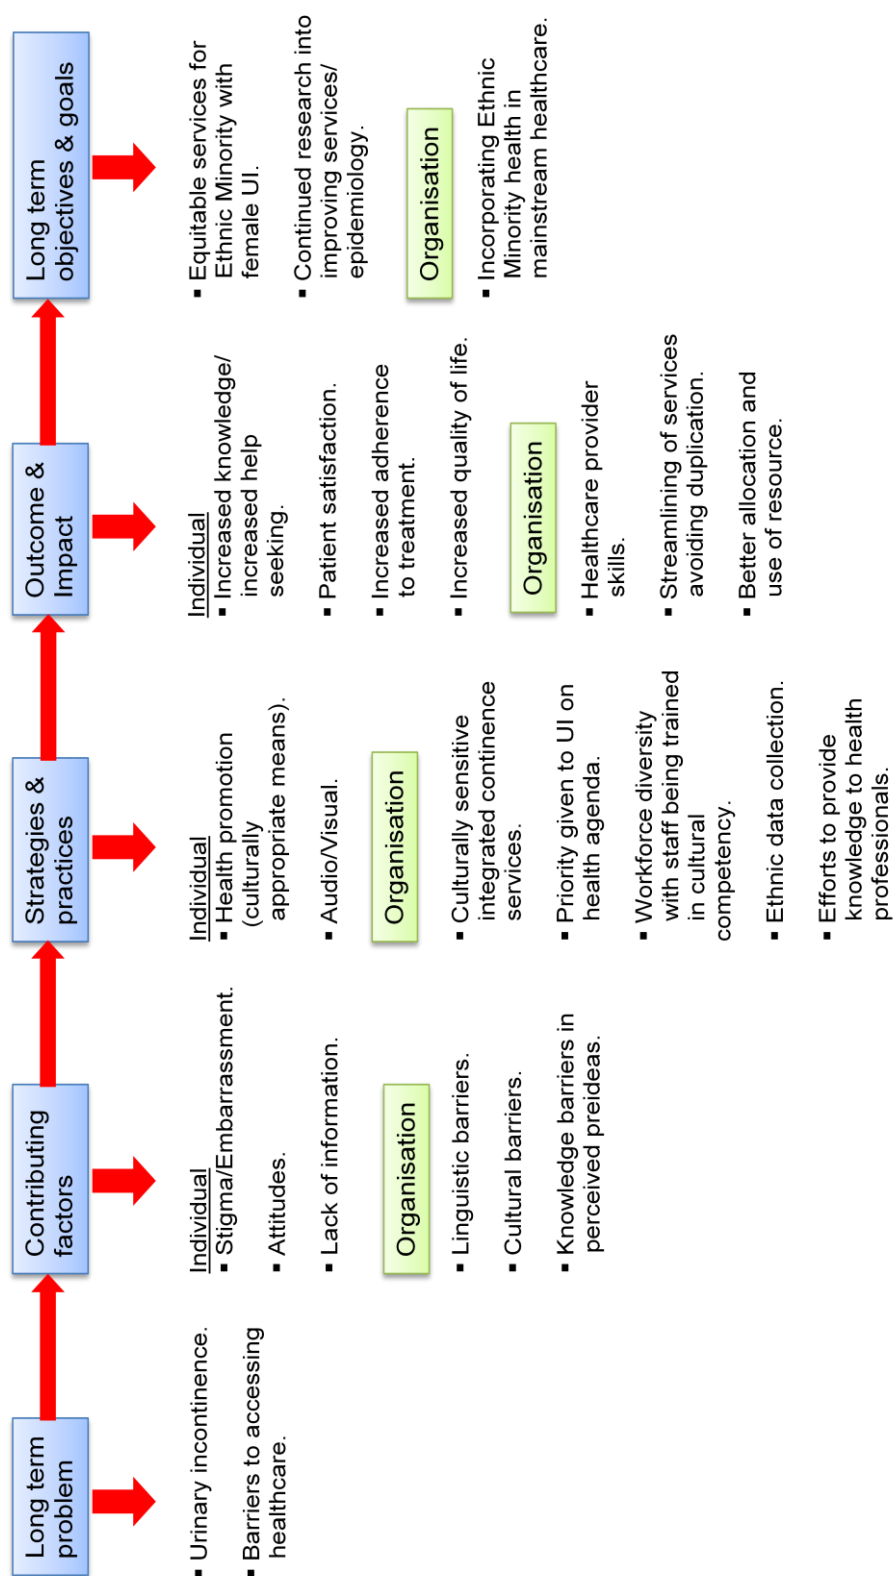 Long term
problem
Urinary incontinence.
Barriers to accessing
healthcare.
Contributing
factors
Individual
Stigma/Embarrassment.
Attitudes.
Lack of information.
Organisation
Linguistic barriers.
Cultural barriers.
Knowledge barriers in
perceived preideas.
Strategies &
practices
Individual
Health promotion
(culturally
appropriate means).
Audio/Visual.
Organisation
Culturally sensitive
integrated continence
services.
Priority given to UI on
health agenda.
Workforce diversity
with staff being trained
in cultural
competency.
Ethnic data collection.
Efforts to provide
knowledge to health
professionals.
Outcome &
Impact
Individual
Increased knowledge/
increased help
seeking.
Patient satisfaction.
Increased adherence
to treatment.
Increased quality of life.
Organisation
Healthcare provider
skills.
Streamlining of services
avoiding duplication.
Better allocation and
use of resource.
Long term
objectives & goals
Equitable services for
Ethnic Minority with
female UI.
Continued research into
improving services/
epidemiology.
Organisation
Incorporating Ethnic
Minority health in
mainstream healthcare.